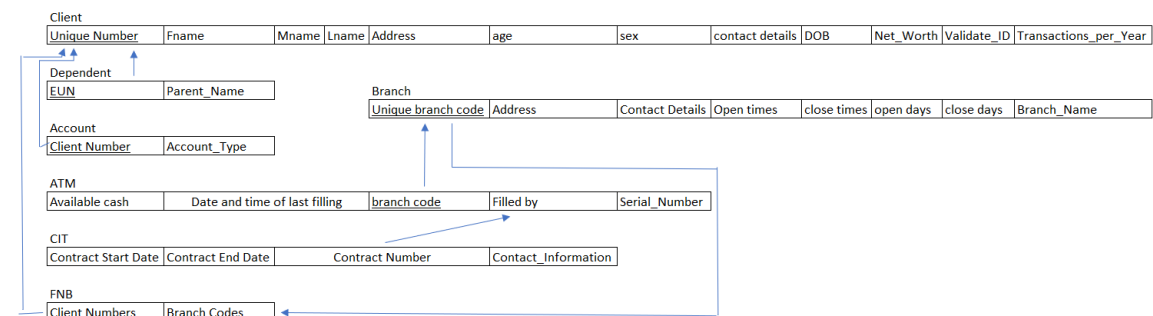 Client
Unique Number Fname Mname Lname Address age sex contact details DOB Net_Worth Validate_ID Transactions_per_Year
Dependent
EUN Parent_Name
Branch
Unique branch code Address Contact Details Open times close times open days close days Branch_Name
Account
Client Number Account_Type
ATM
Available cash Date and time of last filling branch code Filled by Serial_Number
CIT
Contract Start Date Contract End Date Contract Number Contact_Information
FNB
Client Numbers Branch Codes